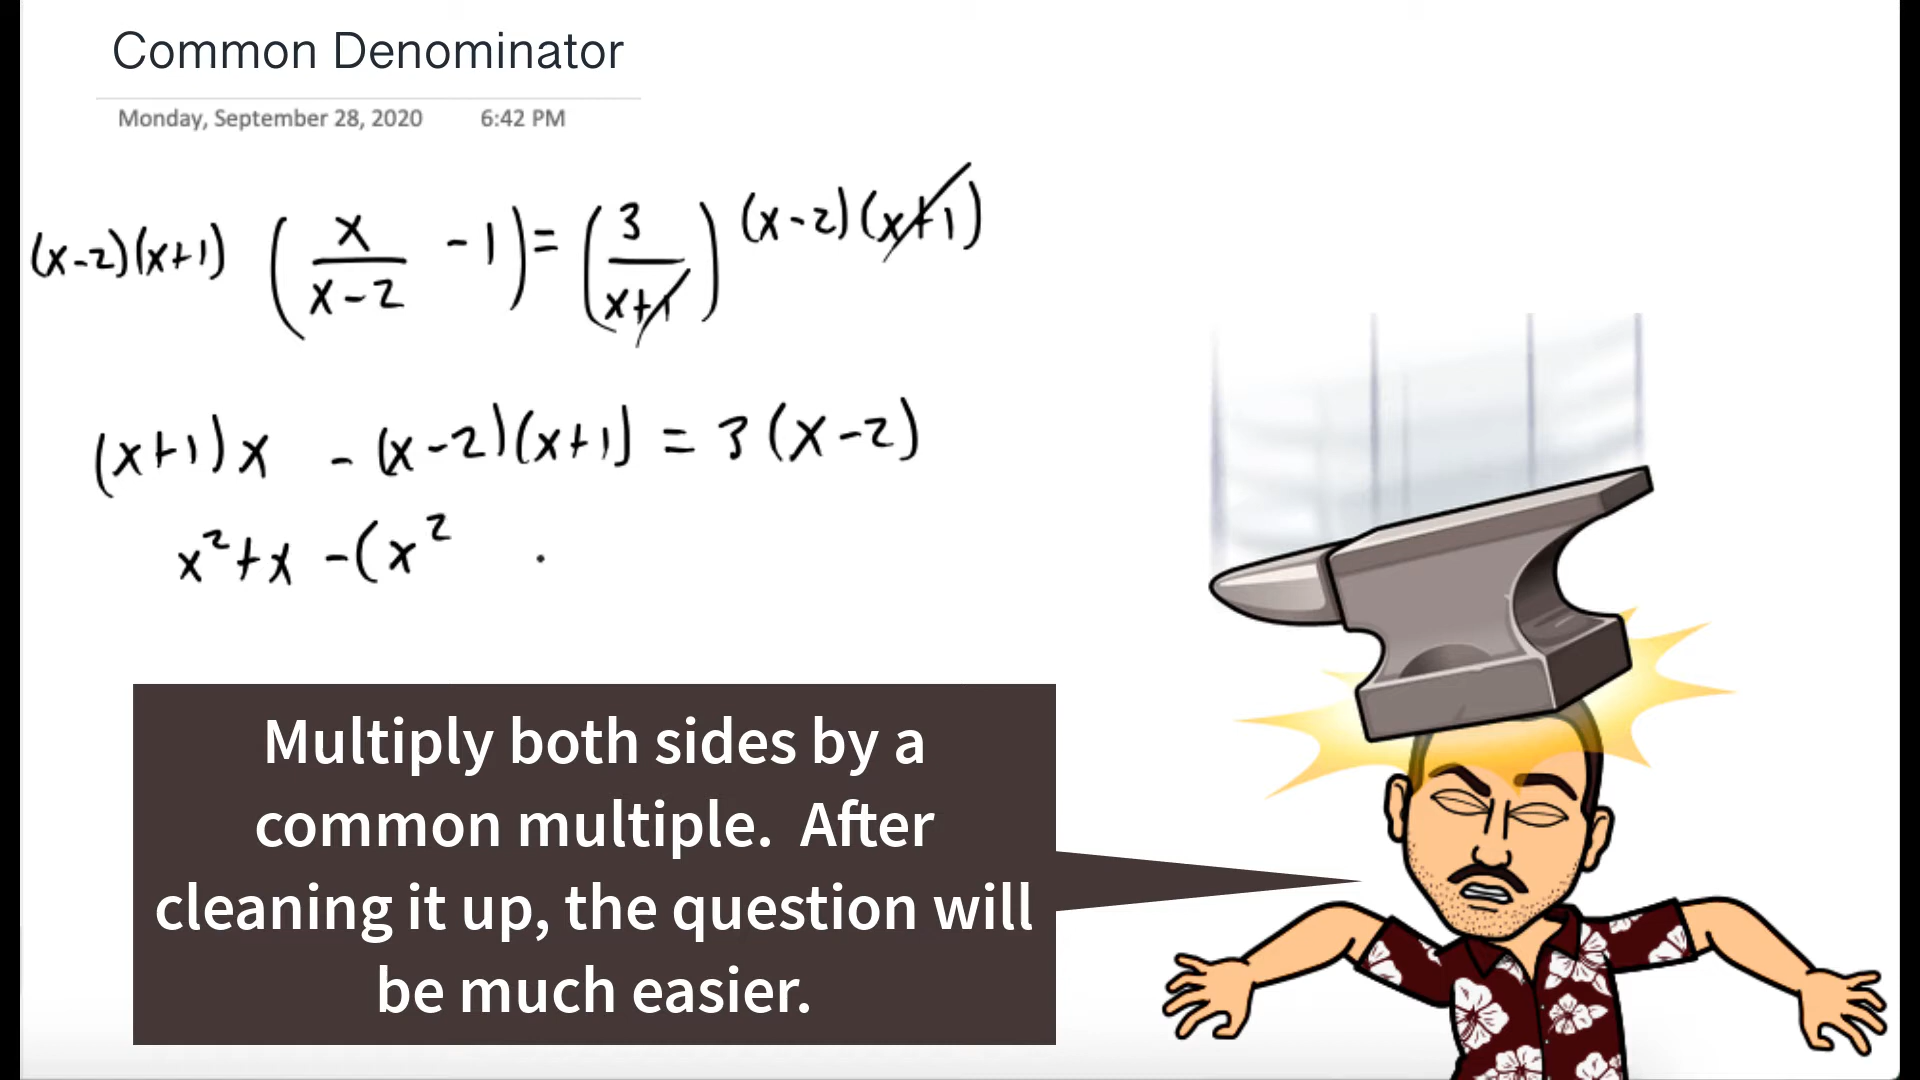 Common Denominator
Monday, September 28, 2020 6:42 PM
(x-2)(x+1) (x/(x-2) - 1) = (3/(x+1)) (x-2)(x+1)
(x+1)x - (x-2)(x+1) = 3(x-2)
x²+x -(x² .
Multiply both sides by a
common multiple. After
cleaning it up, the question will
be much easier.